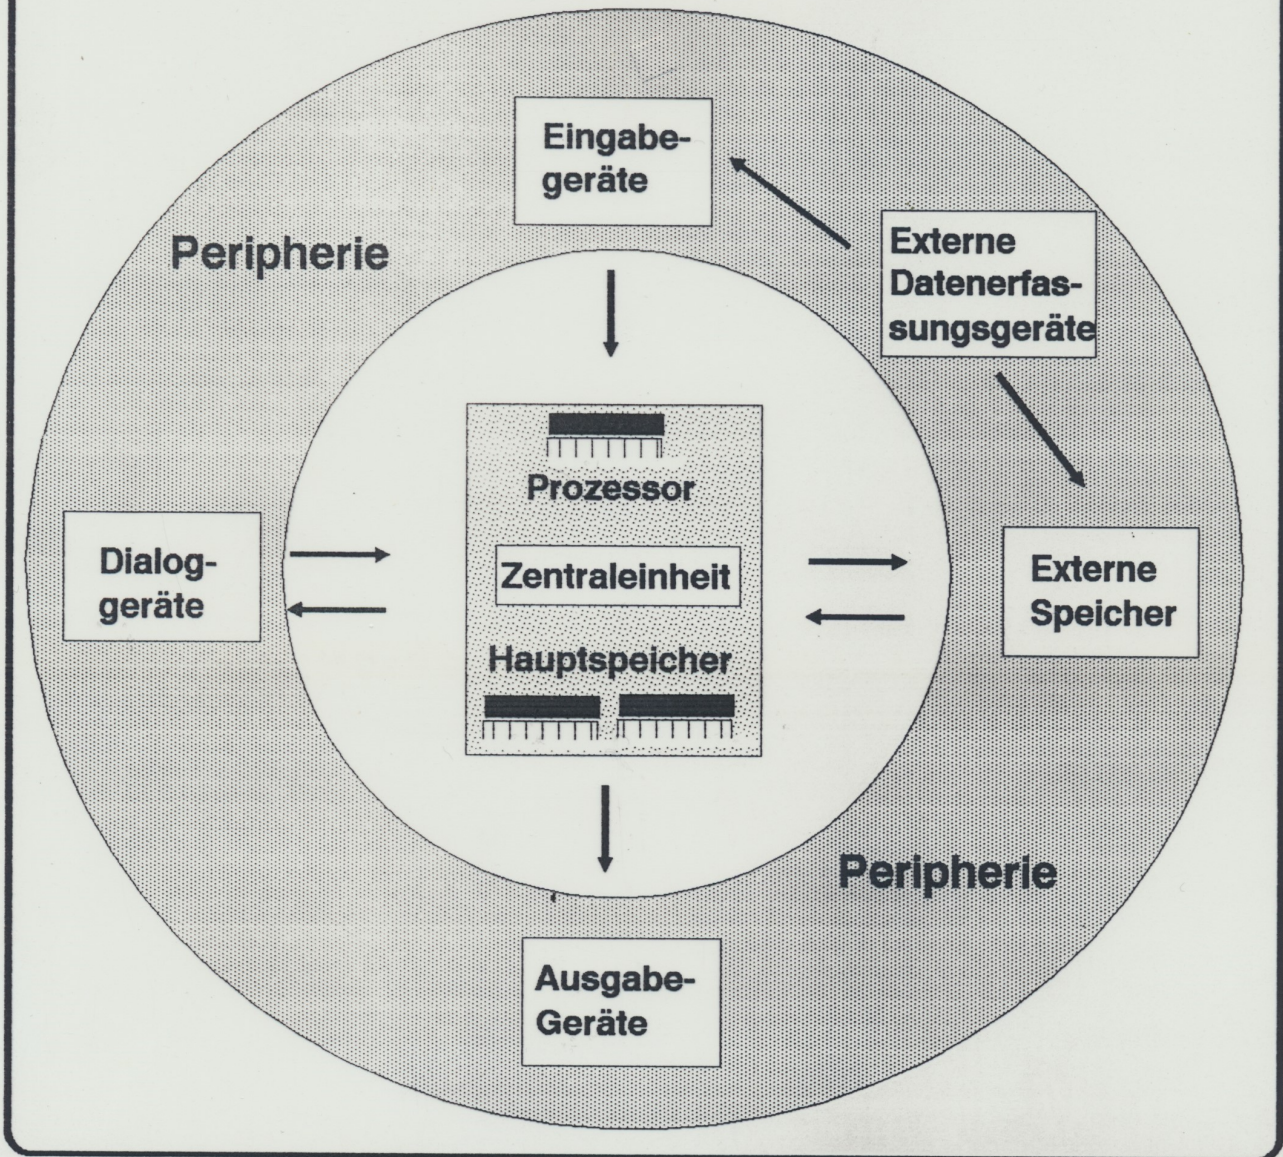 Eingabe-
geräte
Peripherie
Externe
Datenerfas-
sungsgeräte
Prozessor
Dialog-
geräte
Zentraleinheit
Externe
Speicher
Hauptspeicher
Peripherie
Ausgabe-
Geräte